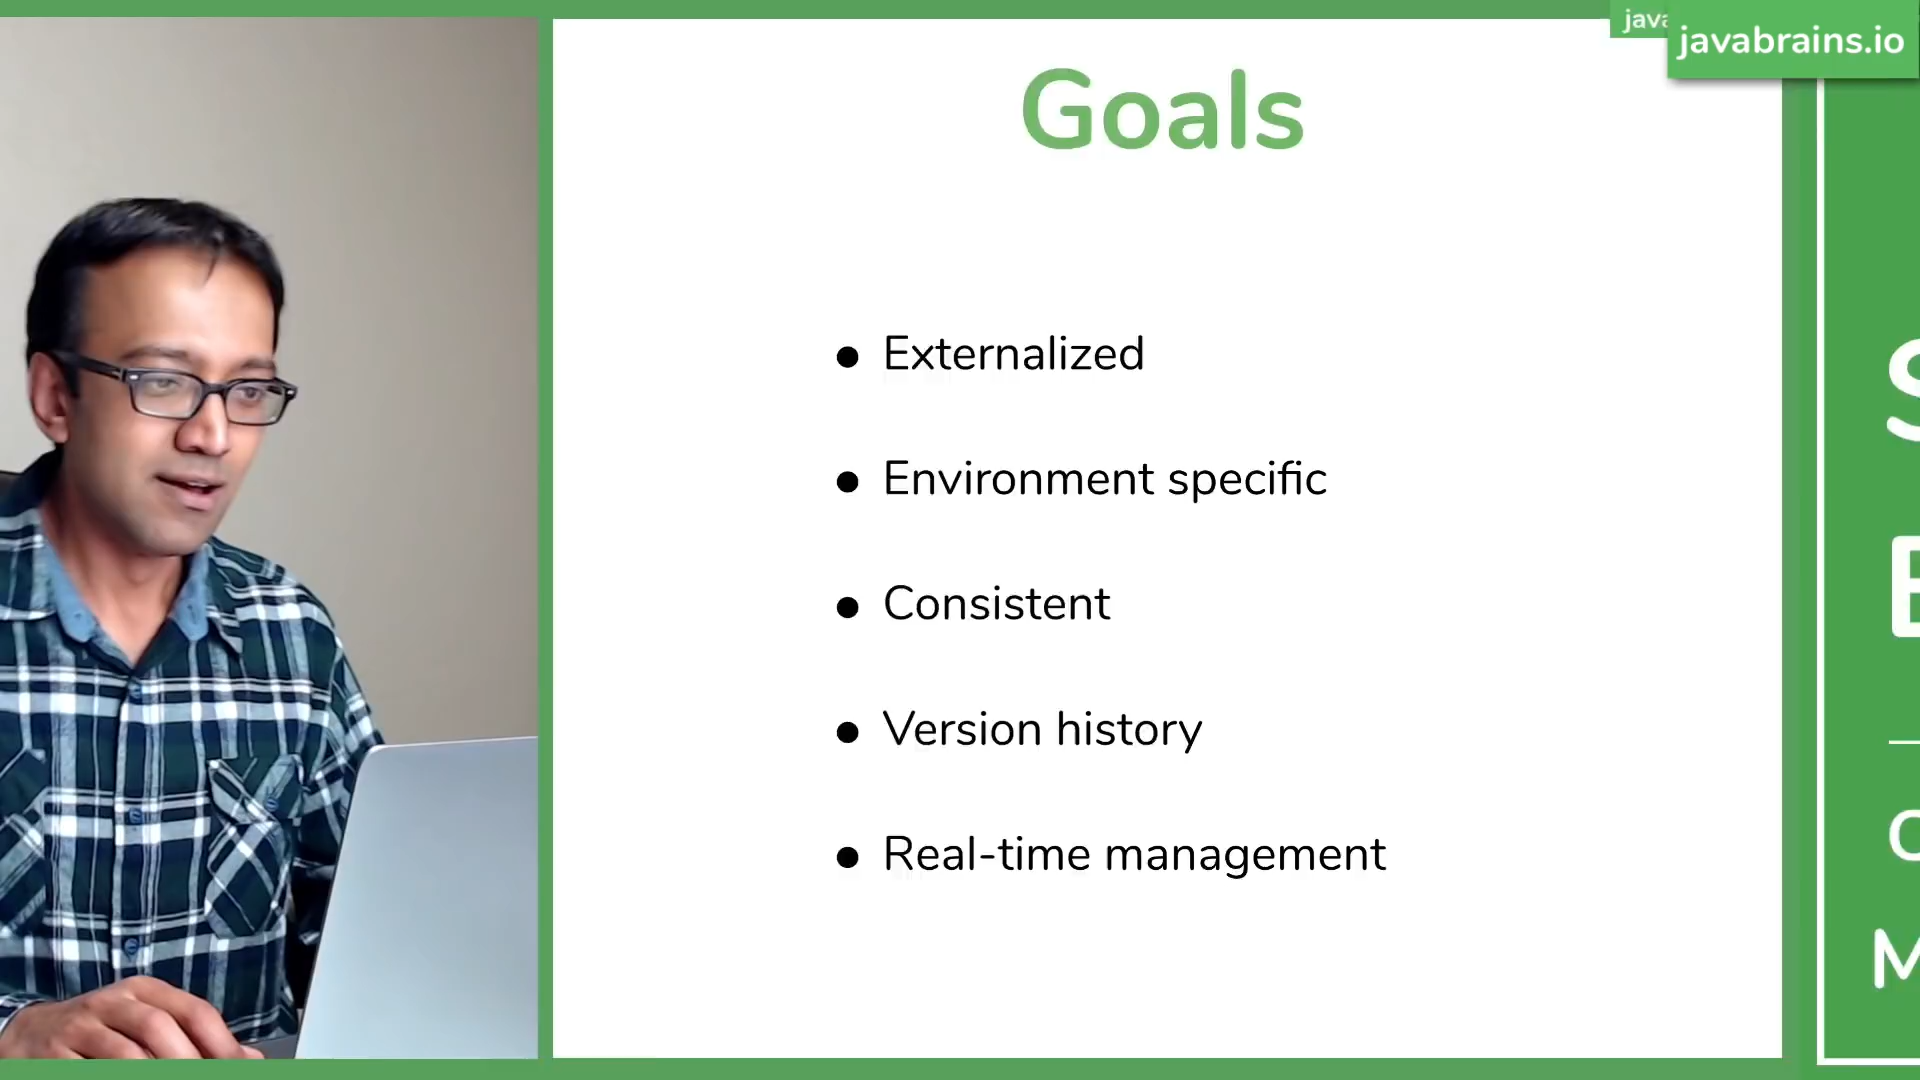 javabrains.io
Goals
• Externalized
• Environment specific
• Consistent
• Version history
• Real-time management